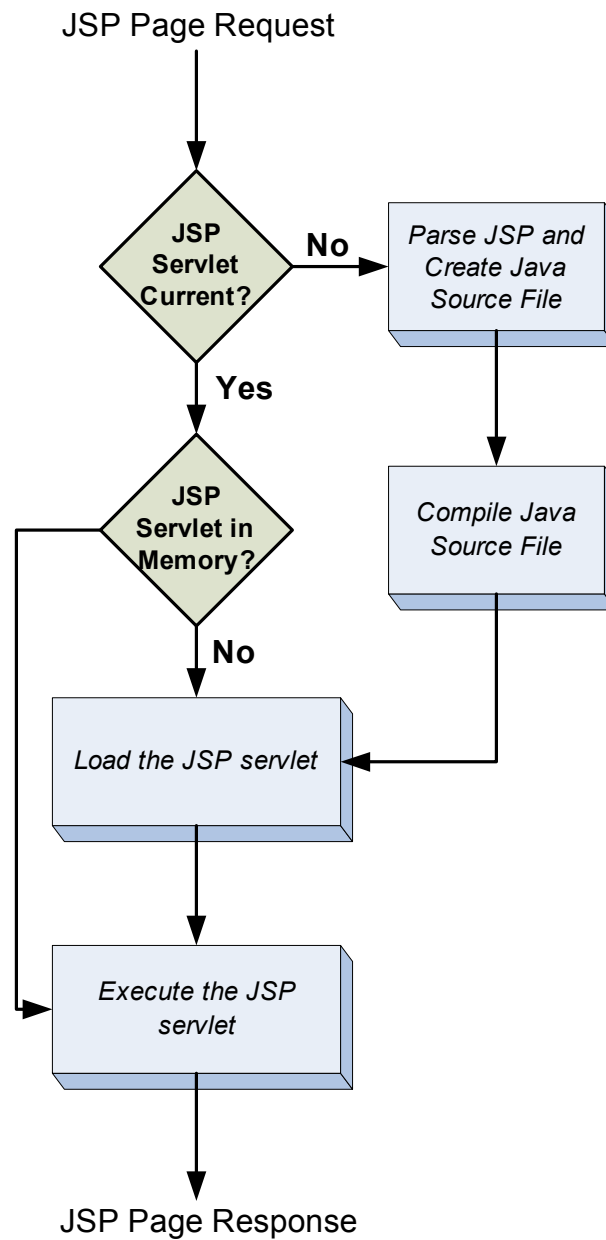 JSP Page Request
JSP
Servlet
Current?
No
Parse JSP and
Create Java
Source File
Yes
JSP
Servlet in
Memory?
Compile Java
Source File
No
Load the JSP servlet
Execute the JSP
servlet
JSP Page Response